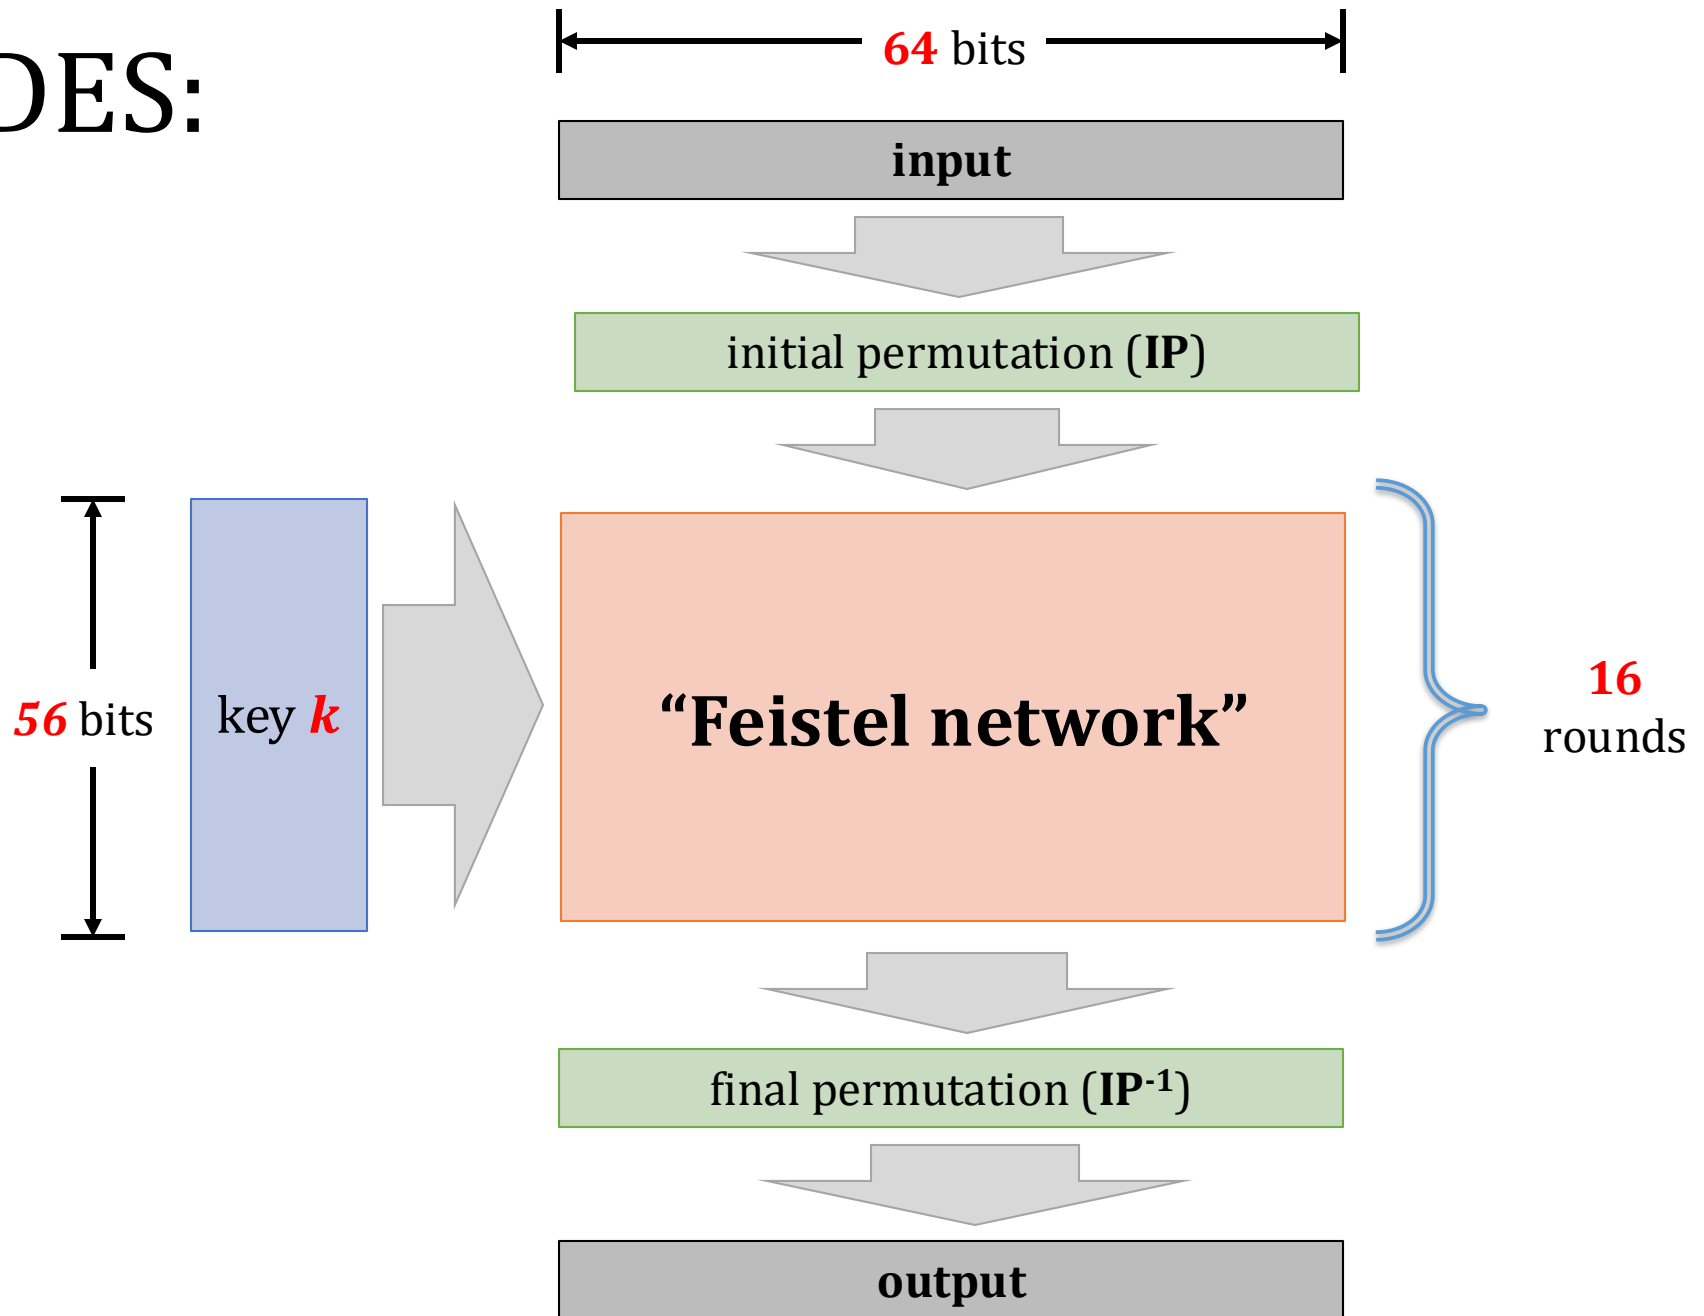 DES:
64 bits
input
initial permutation (IP)
56 bits
key k
“Feistel network”
16
rounds
final permutation (IP-1)
output